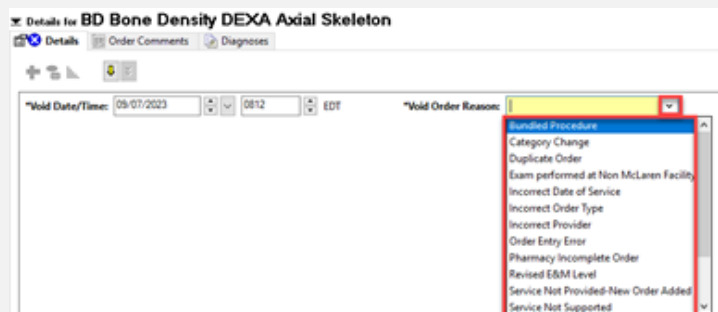 Details for BD Bone Density DEXA Axial Skeleton
Details Order Comments Diagnoses
*Void Date/Time: 09/07/2023 0812 EDT *Void Order Reason:
Bundled Procedure
Category Change
Duplicate Order
Exam performed at Non McLaren Facility
Incorrect Date of Service
Incorrect Order Type
Incorrect Provider
Order Entry Error
Pharmacy Incomplete Order
Revised E&M Level
Service Not Provided-New Order Added
Service Not Supported